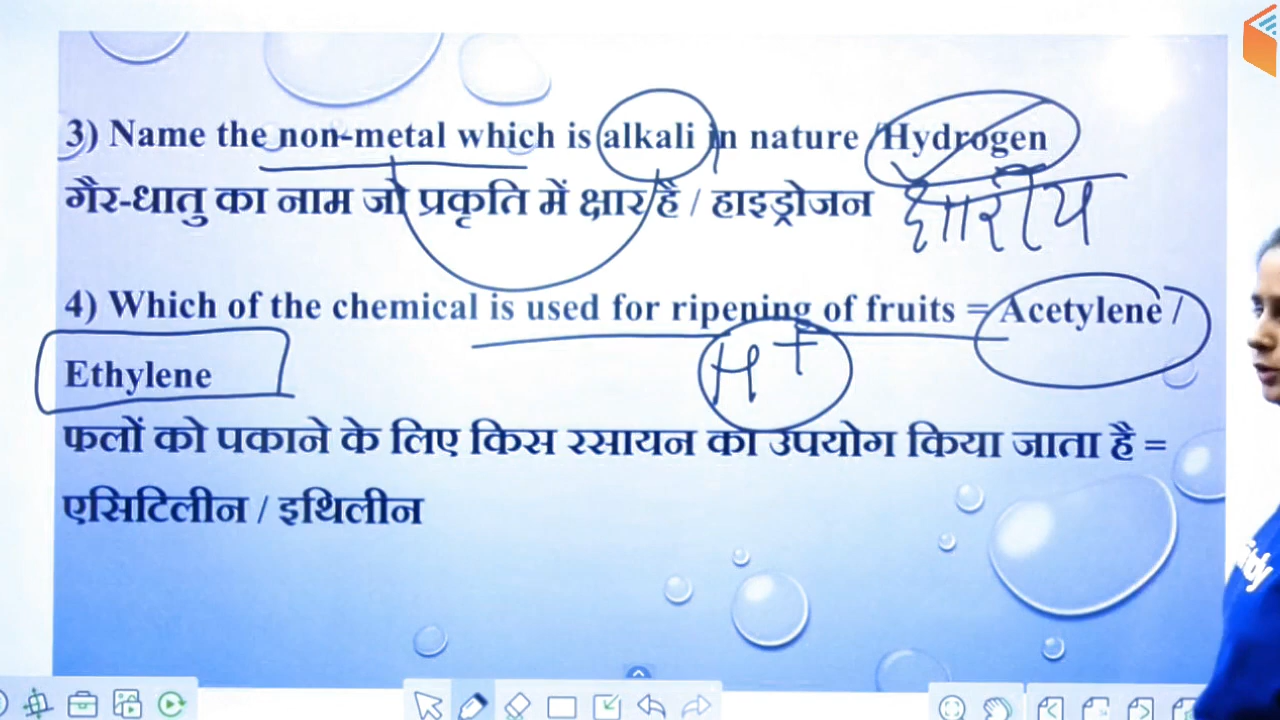 3) Name the non-metal which is alkali in nature /Hydrogen
गैर-धातु का नाम जो प्रकृति में क्षार है / हाइड्रोजन
क्षारीय
4) Which of the chemical is used for ripening of fruits = Acetylene /
Ethylene
H+
फलों को पकाने के लिए किस रसायन का उपयोग किया जाता है =
एसिटिलीन / इथिलीन